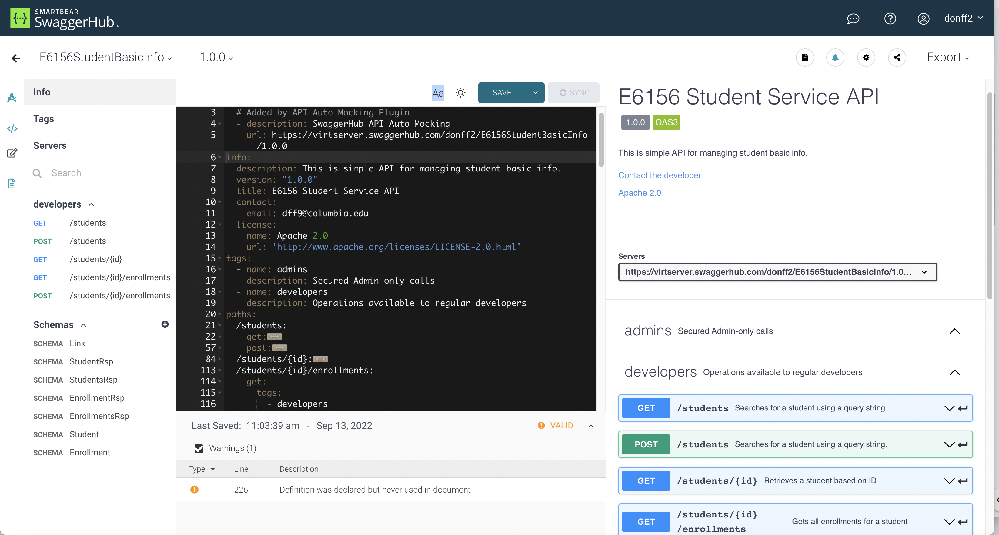 SMARTBEAR
SwaggerHub™
donff2
E6156StudentBasicInfo
1.0.0
Export
Info
Tags
Servers
Search
developers
GET /students
POST /students
GET /students/{id}
GET /students/{id}/enrollments
POST /students/{id}/enrollments
Schemas
SCHEMA Link
SCHEMA StudentRsp
SCHEMA StudentsRsp
SCHEMA EnrollmentRsp
SCHEMA EnrollmentsRsp
SCHEMA Student
SCHEMA Enrollment
Aa
SAVE
SYNC
3 # Added by API Auto Mocking Plugin
4 - description: SwaggerHub API Auto Mocking
5 url: https://virtserver.swaggerhub.com/donff2/E6156StudentBasicInfo
/1.0.0
6 info:
7 description: This is simple API for managing student basic info.
8 version: "1.0.0"
9 title: E6156 Student Service API
10 contact:
11 email: dff9@columbia.edu
12 license:
13 name: Apache 2.0
14 url: 'http://www.apache.org/licenses/LICENSE-2.0.html'
15 tags:
16 - name: admins
17 description: Secured Admin-only calls
18 - name: developers
19 description: Operations available to regular developers
20 paths:
21 /students:
22 get:
57 post:
84 /students/{id}:
113 /students/{id}/enrollments:
114 get:
115 tags:
116 - developers
Last Saved: 11:03:39 am - Sep 13, 2022
VALID
Warnings (1)
Type Line Description
226 Definition was declared but never used in document
E6156 Student Service API
1.0.0 OAS3
This is simple API for managing student basic info.
Contact the developer
Apache 2.0
Servers
https://virtserver.swaggerhub.com/donff2/E6156StudentBasicInfo/1.0...
admins Secured Admin-only calls
developers Operations available to regular developers
GET /students Searches for a student using a query string.
POST /students Searches for a student using a query string.
GET /students/{id} Retrieves a student based on ID
GET /students/{id}
/enrollments Gets all enrollments for a student